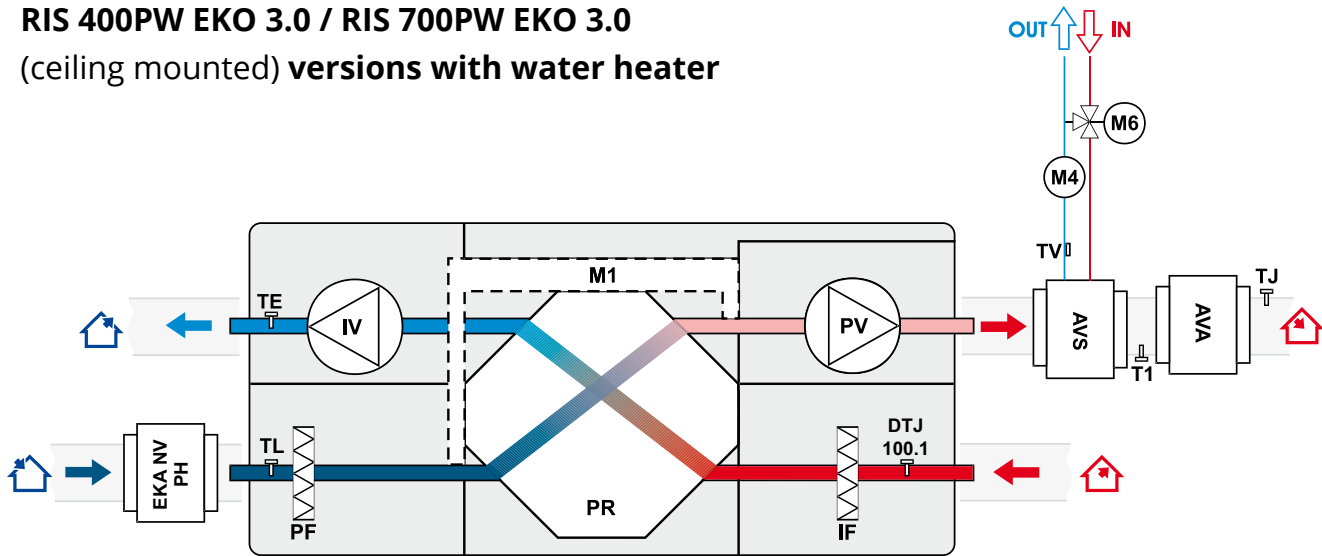 RIS 400PW EKO 3.0 / RIS 700PW EKO 3.0
(ceiling mounted) versions with water heater
OUT IN
M6
M4
TV
M1
TE
TJ
IV
PV
AVS
AVA
T1
EKA NV
PH
TL
DTJ
100.1
PR
PF
IF